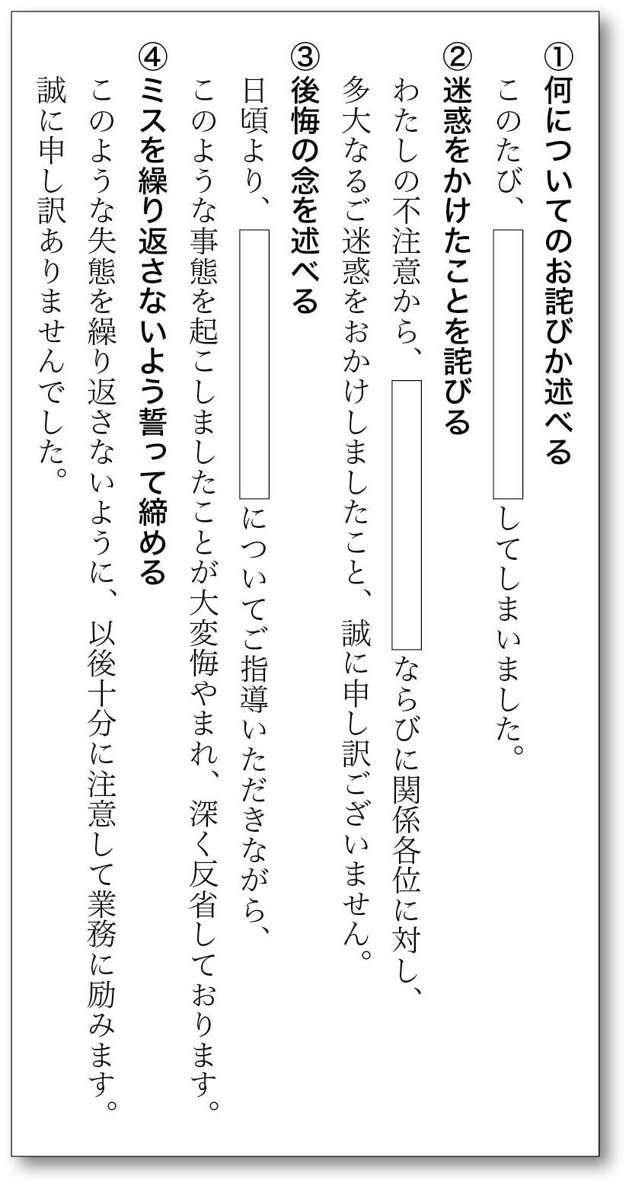 ①何についてのお詫びか述べる
このたび、 してしまいました。
②迷惑をかけたことを詫びる
わたしの不注意から、 ならびに関係各位に対し、
多大なるご迷惑をおかけしましたこと、誠に申し訳ございません。
③後悔の念を述べる
日頃より、 についてご指導いただきながら、
このような事態を起こしましたことが大変悔やまれ、深く反省しております。
④ミスを繰り返さないよう誓って締める
このような失態を繰り返さないように、以後十分に注意して業務に励みます。
誠に申し訳ありませんでした。